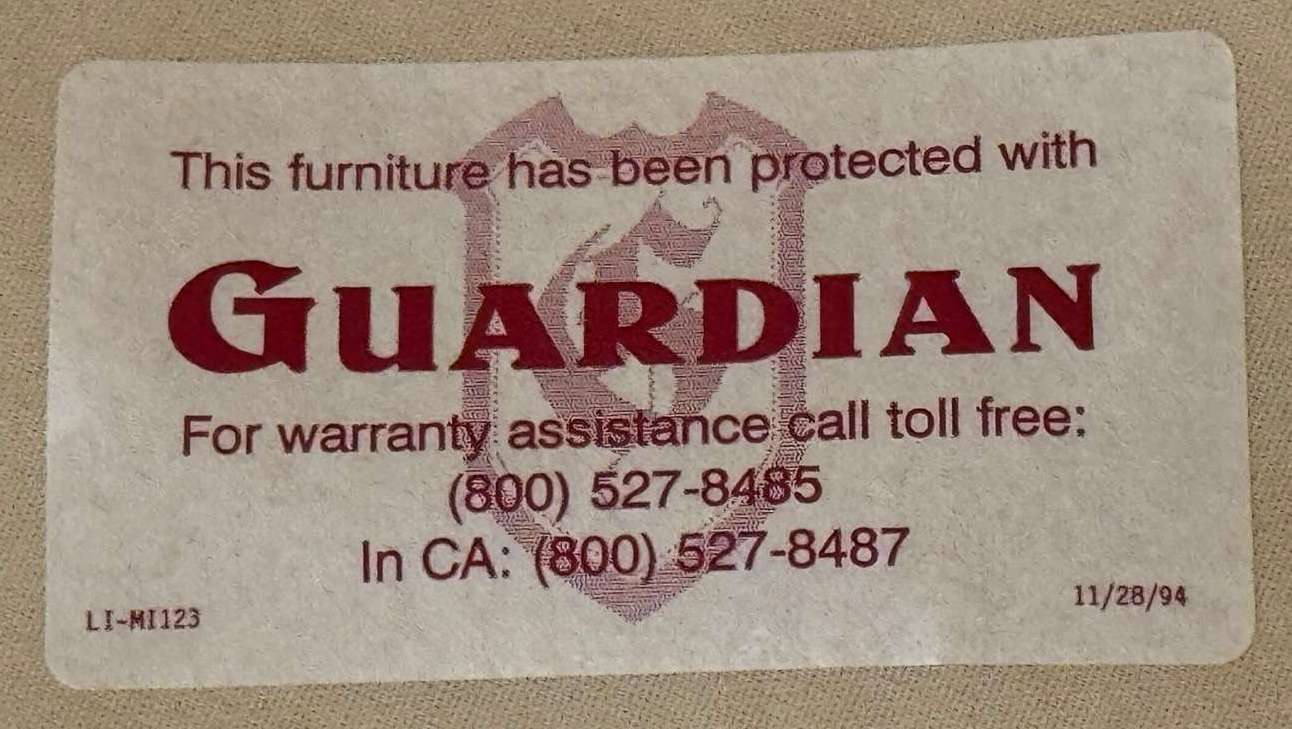 This furniture has been protected with
GUARDIAN
For warranty assistance call toll free:
(800) 527-8485
In CA: (800) 527-8487
LI-MI123
11/28/94